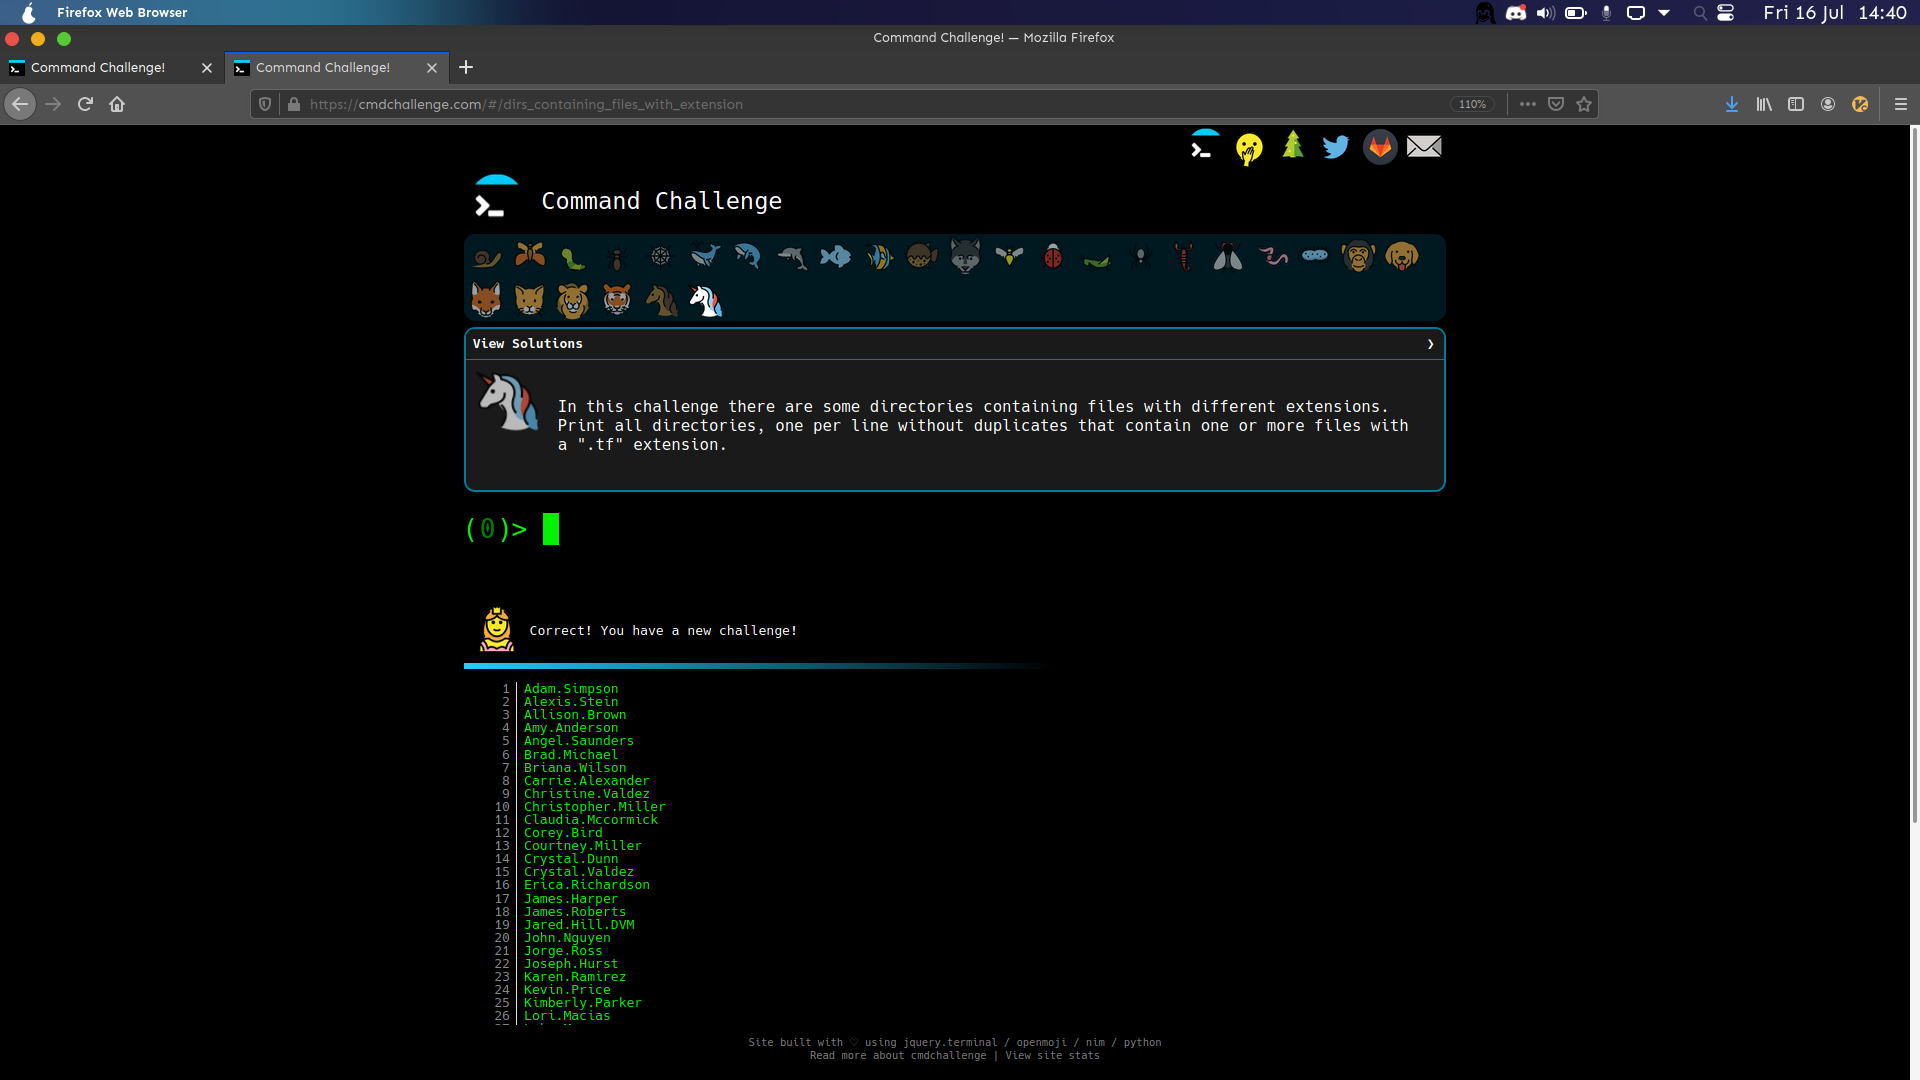 Firefox Web Browser
Fri 16 Jul 14:40
Command Challenge! — Mozilla Firefox
Command Challenge!
Command Challenge!
https://cmdchallenge.com/#/dirs_containing_files_with_extension
110%
Command Challenge
View Solutions
In this challenge there are some directories containing files with different extensions.
Print all directories, one per line without duplicates that contain one or more files with
a ".tf" extension.
(0)>
Correct! You have a new challenge!
1 Adam.Simpson
2 Alexis.Stein
3 Allison.Brown
4 Amy.Anderson
5 Angel.Saunders
6 Brad.Michael
7 Briana.Wilson
8 Carrie.Alexander
9 Christine.Valdez
10 Christopher.Miller
11 Claudia.Mccormick
12 Corey.Bird
13 Courtney.Miller
14 Crystal.Dunn
15 Crystal.Valdez
16 Erica.Richardson
17 James.Harper
18 James.Roberts
19 Jared.Hill.DVM
20 John.Nguyen
21 Jorge.Ross
22 Joseph.Hurst
23 Karen.Ramirez
24 Kevin.Price
25 Kimberly.Parker
26 Lori.Macias
Site built with ♡ using jquery.terminal / openmoji / nim / python
Read more about cmdchallenge | View site stats